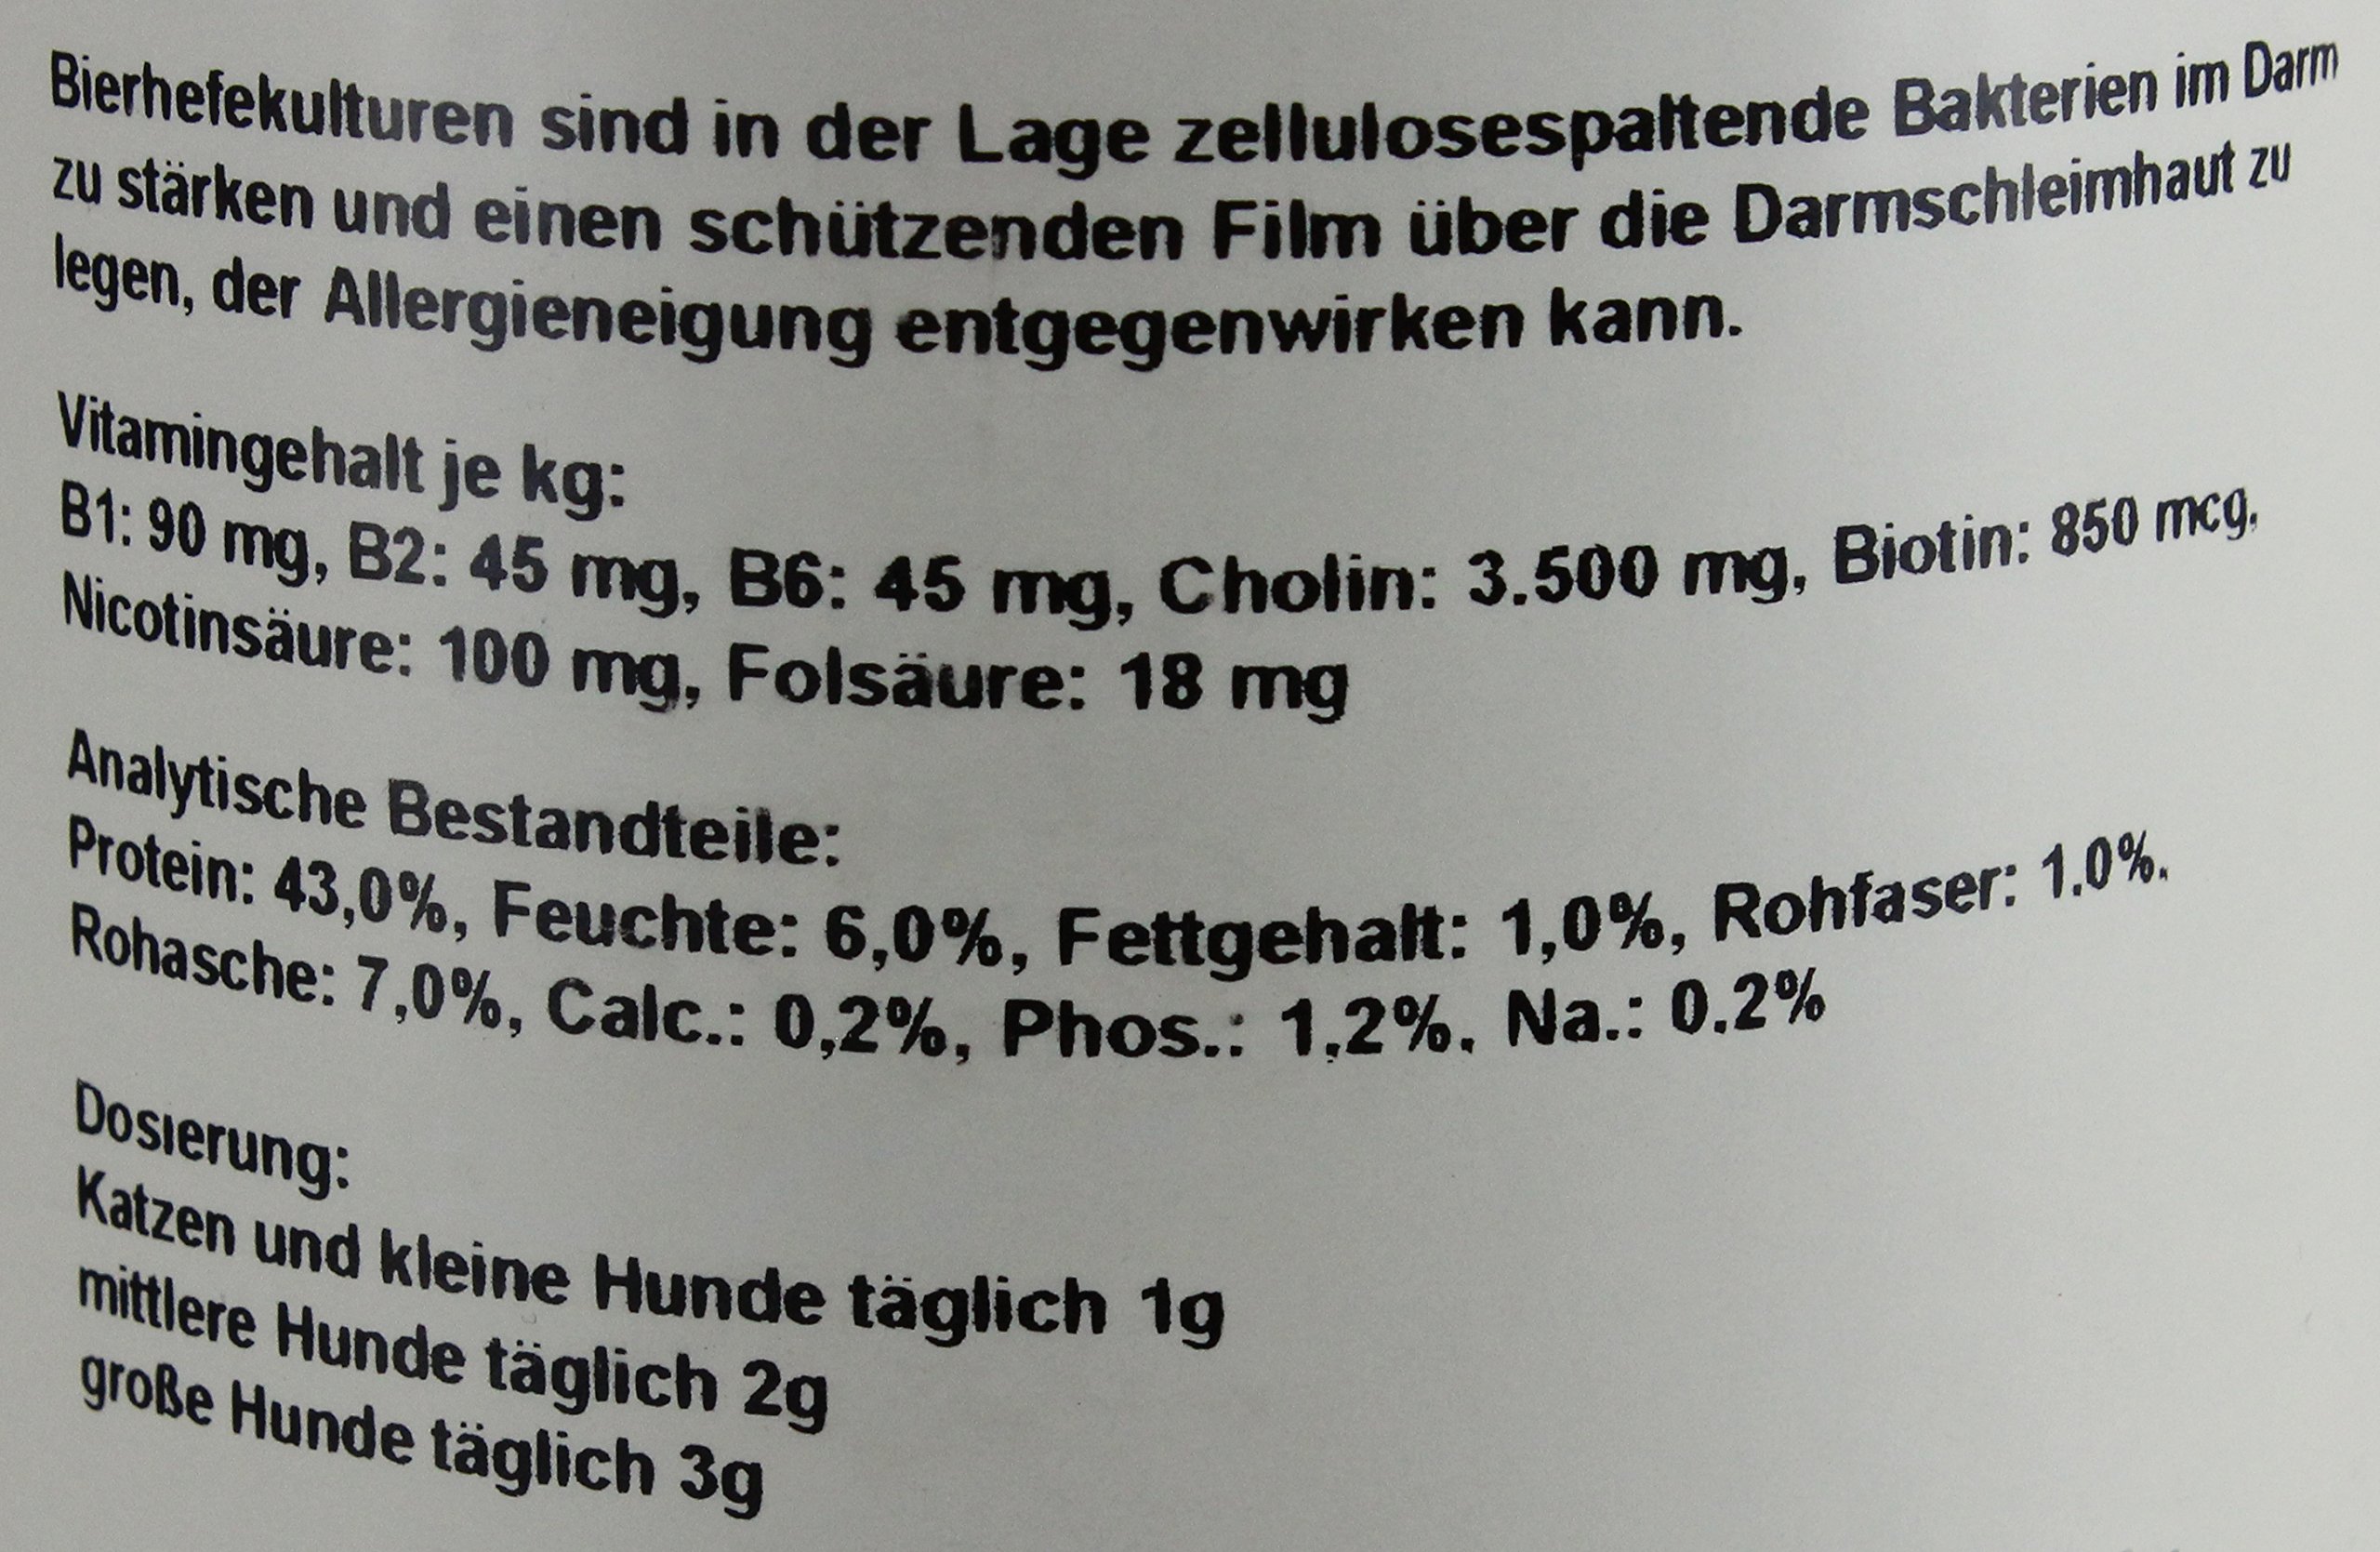 Bierhefekulturen sind in der Lage zellulosespaltende Bakterien im Darm
zu stärken und einen schützenden Film über die Darmschleimhaut zu
legen, der Allergieneigung entgegenwirken kann.
Vitamingehalt je kg:
B1: 90 mg, B2: 45 mg, B6: 45 mg, Cholin: 3.500 mg, Biotin: 850 mcg,
Nicotinsäure: 100 mg, Folsäure: 18 mg
Analytische Bestandteile:
Protein: 43,0%, Feuchte: 6,0%, Fettgehalt: 1,0%, Rohfaser: 1,0%,
Rohasche: 7,0%, Calc.: 0,2%, Phos.: 1,2%, Na.: 0,2%
Dosierung:
Katzen und kleine Hunde täglich 1g
mittlere Hunde täglich 2g
große Hunde täglich 3g